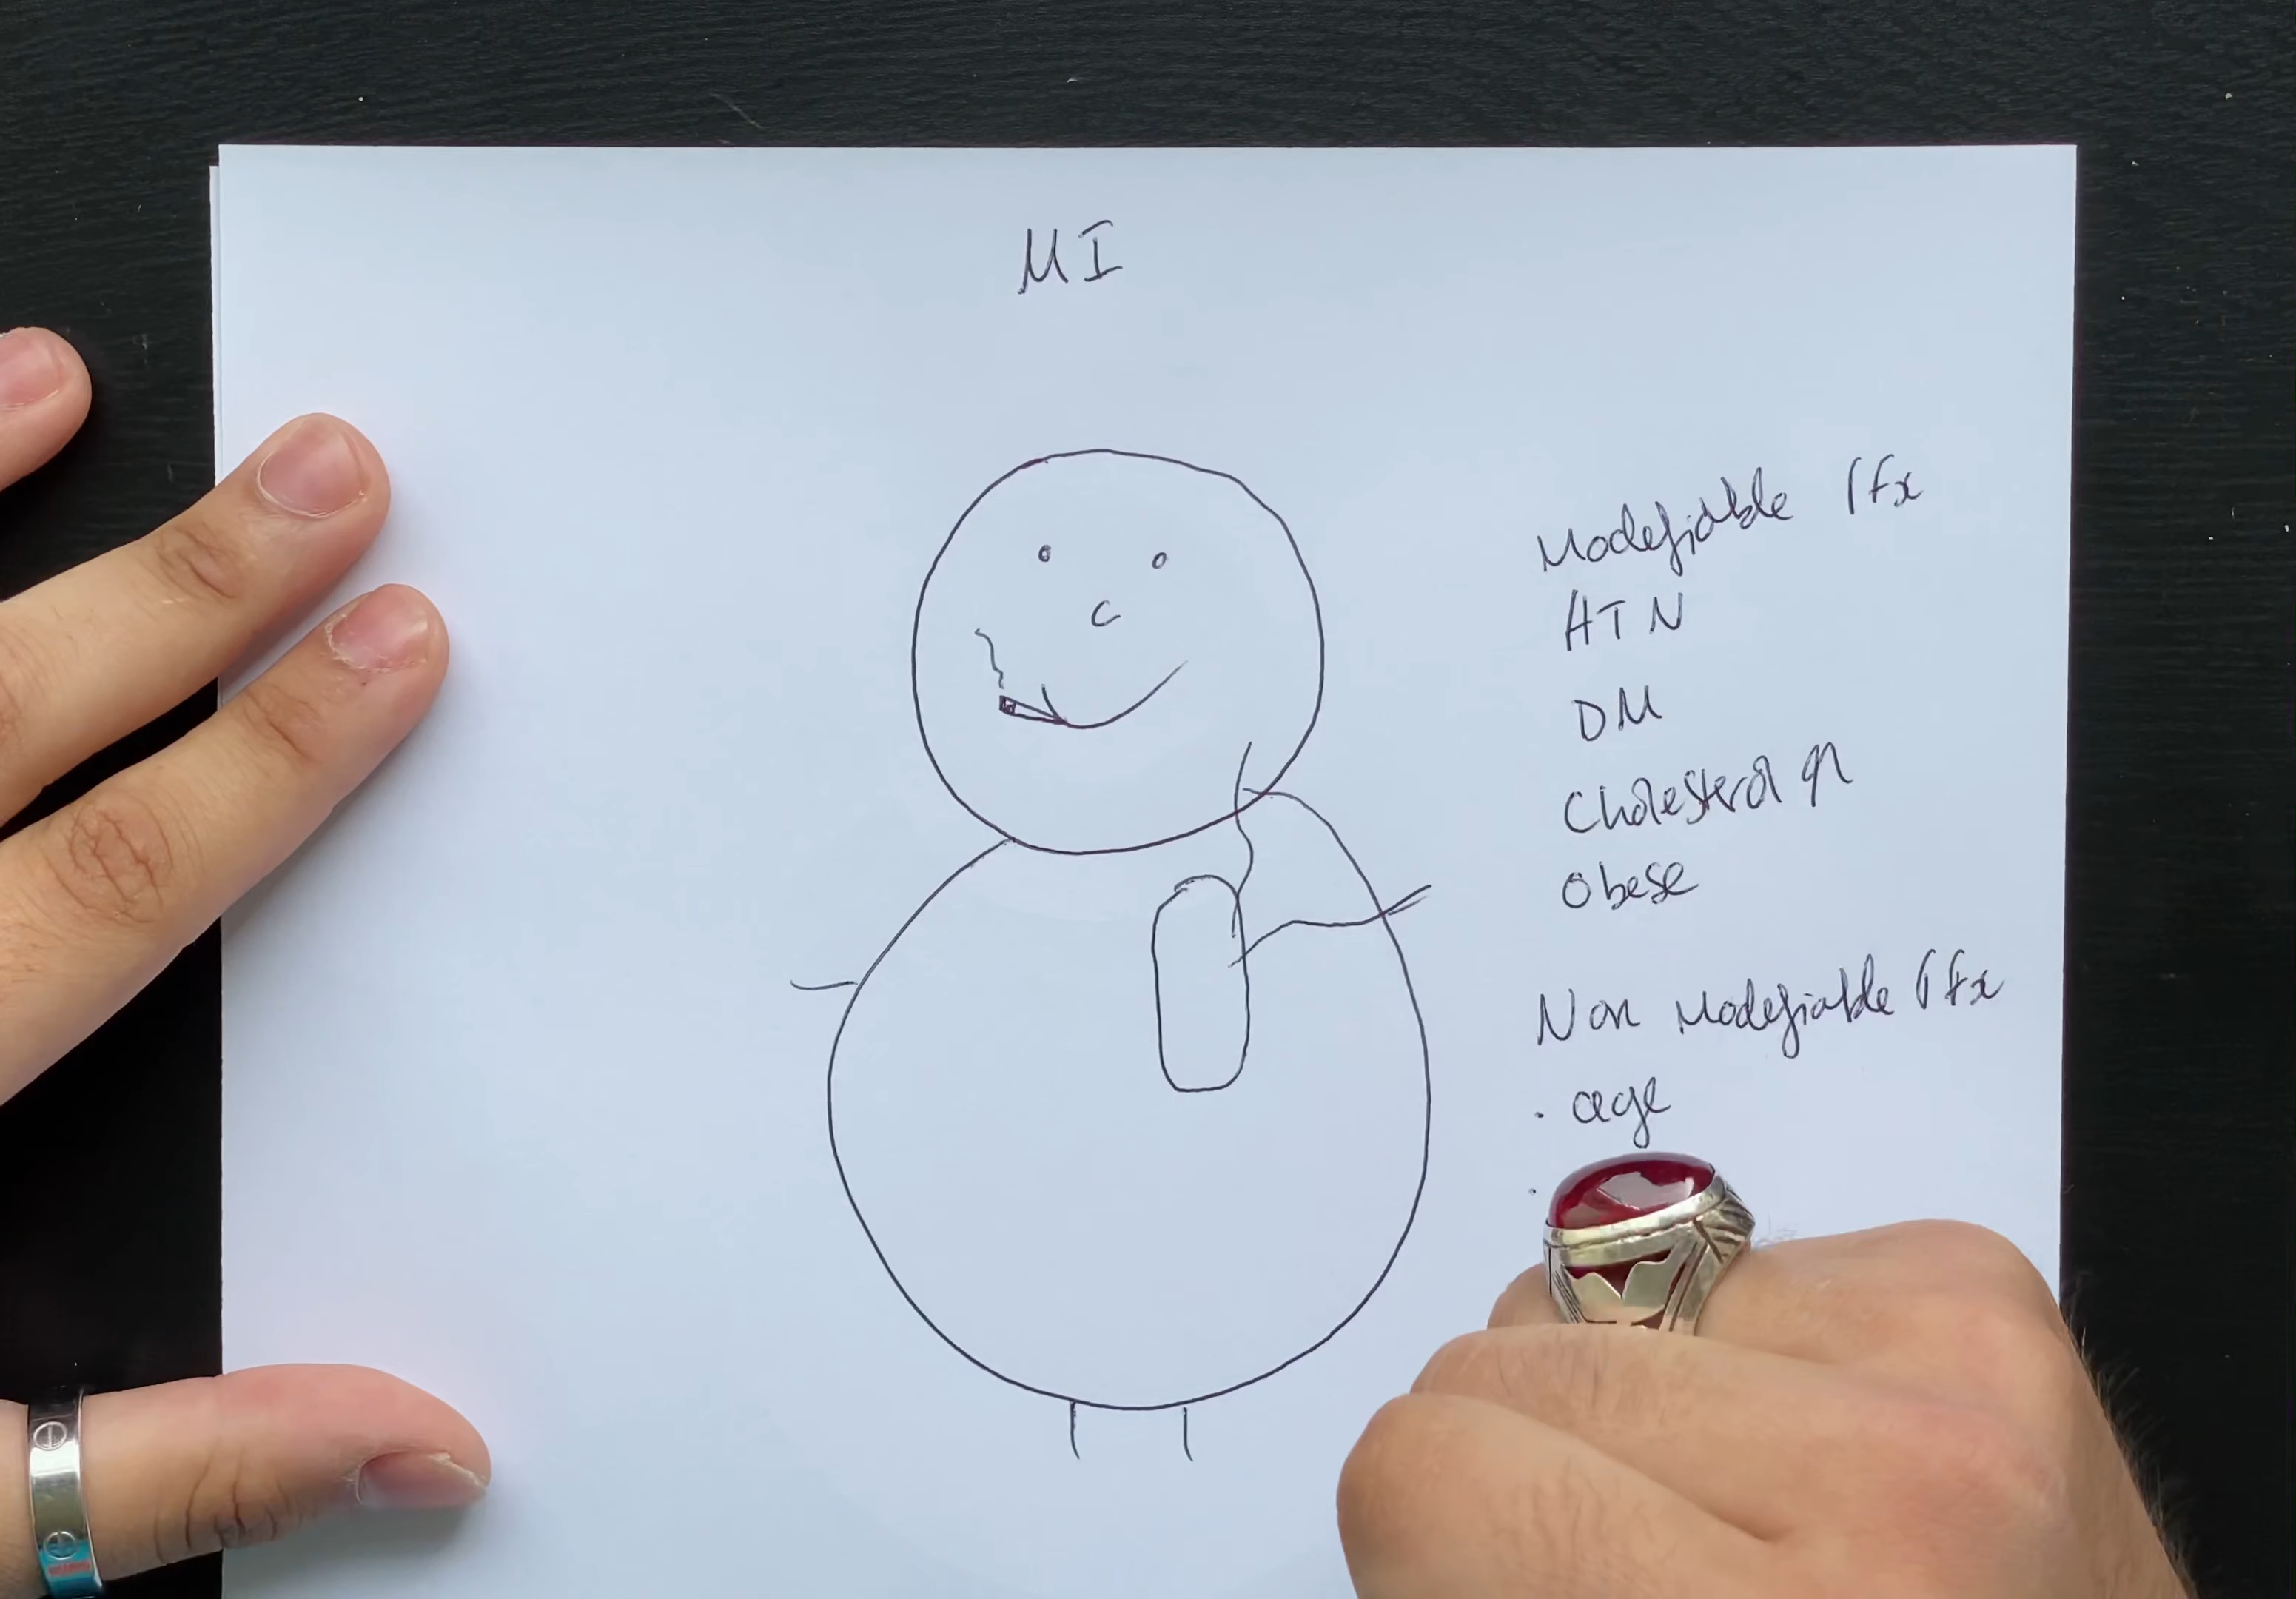 MI
Modefiable rfx
HTN
DM
Cholesterol
Obese
Non Modefiable rfx
. age
.